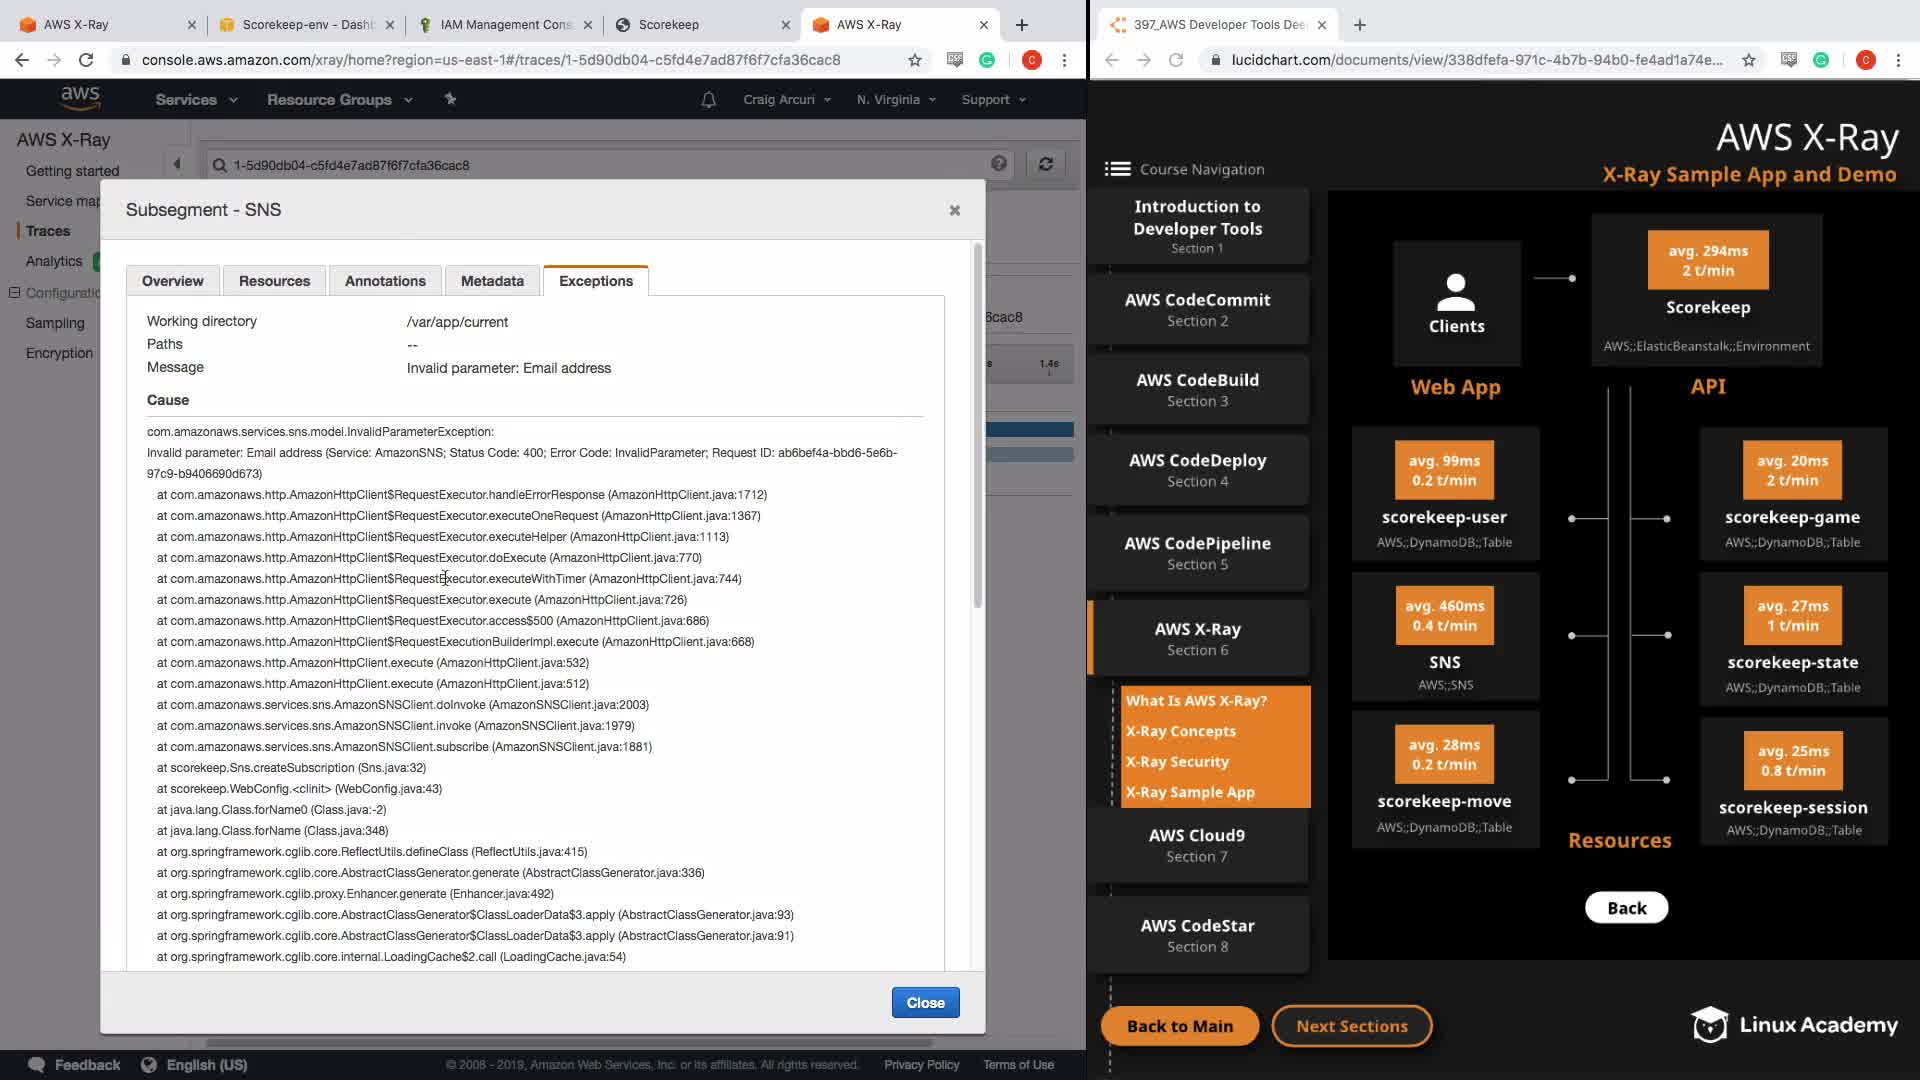 AWS X-Ray
Scorekeep-env - Dashb
IAM Management Cons
Scorekeep
AWS X-Ray
397_AWS Developer Tools Dee
console.aws.amazon.com/xray/home?region=us-east-1#/traces/1-5d90db04-c5fd4e7ad87f6f7cfa36cac8
C
lucidchart.com/documents/view/338dfefa-971c-4b7b-94b0-fe4ad1a74e...
C
aws
Services
Resource Groups
Craig Arcuri
N. Virginia
Support
AWS X-Ray
Getting started
Service map
Traces
Analytics
Configuratio
Sampling
Encryption
1-5d90db04-c5fd4e7ad87f6f7cfa36cac8
6cac8
s
1.4s
Subsegment - SNS
Overview
Resources
Annotations
Metadata
Exceptions
Working directory
/var/app/current
Paths
--
Message
Invalid parameter: Email address
Cause
com.amazonaws.services.sns.model.InvalidParameterException:
Invalid parameter: Email address (Service: AmazonSNS; Status Code: 400; Error Code: InvalidParameter; Request ID: ab6bef4a-bbd6-5e6b-
97c9-b9406690d673)
at com.amazonaws.http.AmazonHttpClient$RequestExecutor.handleErrorResponse (AmazonHttpClient.java:1712)
at com.amazonaws.http.AmazonHttpClient$RequestExecutor.executeOneRequest (AmazonHttpClient.java:1367)
at com.amazonaws.http.AmazonHttpClient$RequestExecutor.executeHelper (AmazonHttpClient.java:1113)
at com.amazonaws.http.AmazonHttpClient$RequestExecutor.doExecute (AmazonHttpClient.java:770)
at com.amazonaws.http.AmazonHttpClient$RequestExecutor.executeWithTimer (AmazonHttpClient.java:744)
at com.amazonaws.http.AmazonHttpClient$RequestExecutor.execute (AmazonHttpClient.java:726)
at com.amazonaws.http.AmazonHttpClient$RequestExecutor.access$500 (AmazonHttpClient.java:686)
at com.amazonaws.http.AmazonHttpClient$RequestExecutionBuilderImpl.execute (AmazonHttpClient.java:668)
at com.amazonaws.http.AmazonHttpClient.execute (AmazonHttpClient.java:532)
at com.amazonaws.http.AmazonHttpClient.execute (AmazonHttpClient.java:512)
at com.amazonaws.services.sns.AmazonSNSClient.doInvoke (AmazonSNSClient.java:2003)
at com.amazonaws.services.sns.AmazonSNSClient.invoke (AmazonSNSClient.java:1979)
at com.amazonaws.services.sns.AmazonSNSClient.subscribe (AmazonSNSClient.java:1881)
at scorekeep.Sns.createSubscription (Sns.java:32)
at scorekeep.WebConfig.<clinit> (WebConfig.java:43)
at java.lang.Class.forName0 (Class.java:-2)
at java.lang.Class.forName (Class.java:348)
at org.springframework.cglib.core.ReflectUtils.defineClass (ReflectUtils.java:415)
at org.springframework.cglib.core.AbstractClassGenerator.generate (AbstractClassGenerator.java:336)
at org.springframework.cglib.proxy.Enhancer.generate (Enhancer.java:492)
at org.springframework.cglib.core.AbstractClassGenerator$ClassLoaderData$3.apply (AbstractClassGenerator.java:93)
at org.springframework.cglib.core.AbstractClassGenerator$ClassLoaderData$3.apply (AbstractClassGenerator.java:91)
at org.springframework.cglib.core.internal.LoadingCache$2.call (LoadingCache.java:54)
Close
Feedback
English (US)
© 2008 - 2019, Amazon Web Services, Inc. or its affiliates. All rights reserved.
Privacy Policy
Terms of Use
AWS X-Ray
X-Ray Sample App and Demo
Course Navigation
Introduction to
Developer Tools
Section 1
AWS CodeCommit
Section 2
AWS CodeBuild
Section 3
AWS CodeDeploy
Section 4
AWS CodePipeline
Section 5
AWS X-Ray
Section 6
What Is AWS X-Ray?
X-Ray Concepts
X-Ray Security
X-Ray Sample App
AWS Cloud9
Section 7
AWS CodeStar
Section 8
Clients
Web App
avg. 294ms
2 t/min
Scorekeep
AWS;;ElasticBeanstalk;;Environment
API
avg. 99ms
0.2 t/min
scorekeep-user
AWS;;DynamoDB;;Table
avg. 20ms
2 t/min
scorekeep-game
AWS;;DynamoDB;;Table
avg. 460ms
0.4 t/min
SNS
AWS;;SNS
avg. 27ms
1 t/min
scorekeep-state
AWS;;DynamoDB;;Table
avg. 28ms
0.2 t/min
scorekeep-move
AWS;;DynamoDB;;Table
avg. 25ms
0.8 t/min
scorekeep-session
AWS;;DynamoDB;;Table
Resources
Back
Back to Main
Next Sections
Linux Academy